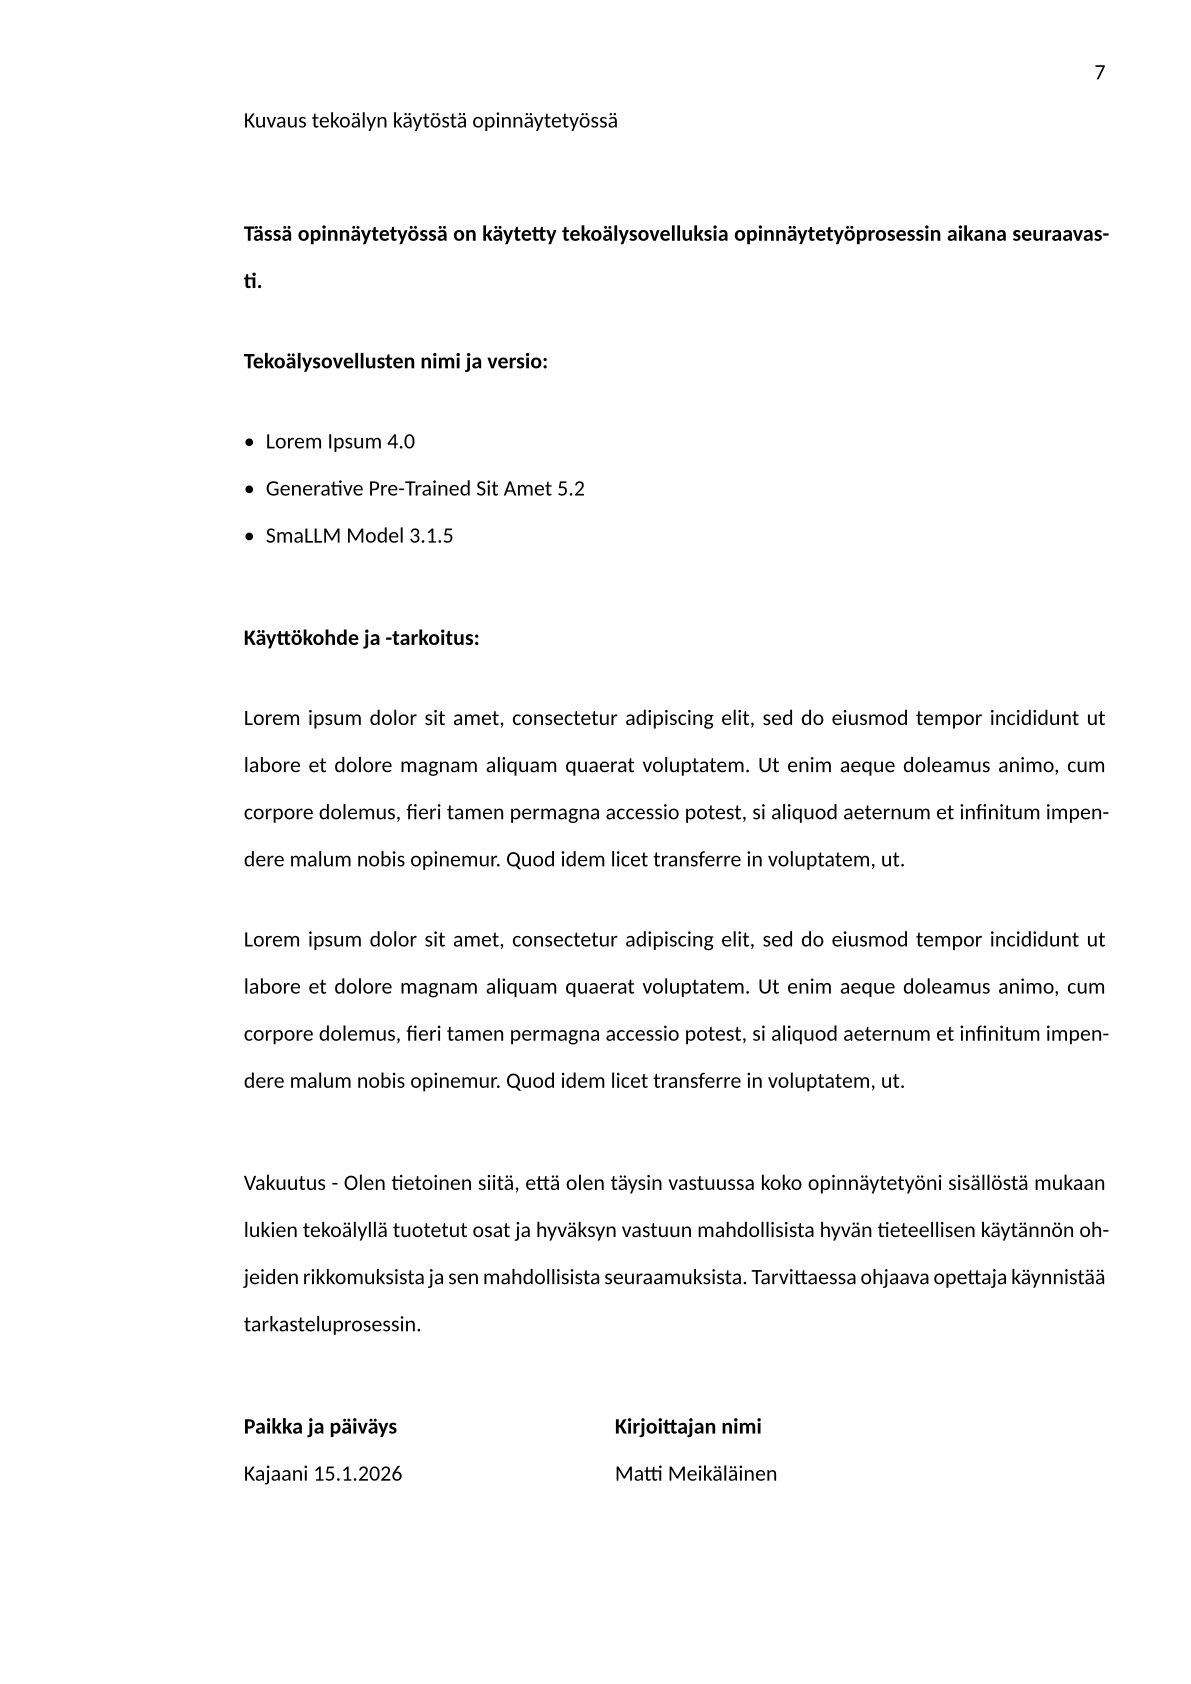 7
Kuvaus tekoälyn käytöstä opinnäytetyössä
Tässä opinnäytetyössä on käytetty tekoälysovelluksia opinnäytetyöprosessin aikana seuraavas-
ti.
Tekoälysovellusten nimi ja versio:
• Lorem Ipsum 4.0
• Generative Pre-Trained Sit Amet 5.2
• SmaLLM Model 3.1.5
Käyttökohde ja -tarkoitus:
Lorem ipsum dolor sit amet, consectetur adipiscing elit, sed do eiusmod tempor incididunt ut
labore et dolore magnam aliquam quaerat voluptatem. Ut enim aeque doleamus animo, cum
corpore dolemus, fieri tamen permagna accessio potest, si aliquod aeternum et infinitum impen-
dere malum nobis opinemur. Quod idem licet transferre in voluptatem, ut.
Lorem ipsum dolor sit amet, consectetur adipiscing elit, sed do eiusmod tempor incididunt ut
labore et dolore magnam aliquam quaerat voluptatem. Ut enim aeque doleamus animo, cum
corpore dolemus, fieri tamen permagna accessio potest, si aliquod aeternum et infinitum impen-
dere malum nobis opinemur. Quod idem licet transferre in voluptatem, ut.
Vakuutus - Olen tietoinen siitä, että olen täysin vastuussa koko opinnäytetyöni sisällöstä mukaan
lukien tekoälyllä tuotetut osat ja hyväksyn vastuun mahdollisista hyvän tieteellisen käytännön oh-
jeiden rikkomuksista ja sen mahdollisista seuraamuksista. Tarvittaessa ohjaava opettaja käynnistää
tarkasteluprosessin.
Paikka ja päiväys Kirjoittajan nimi
Kajaani 15.1.2026 Matti Meikäläinen